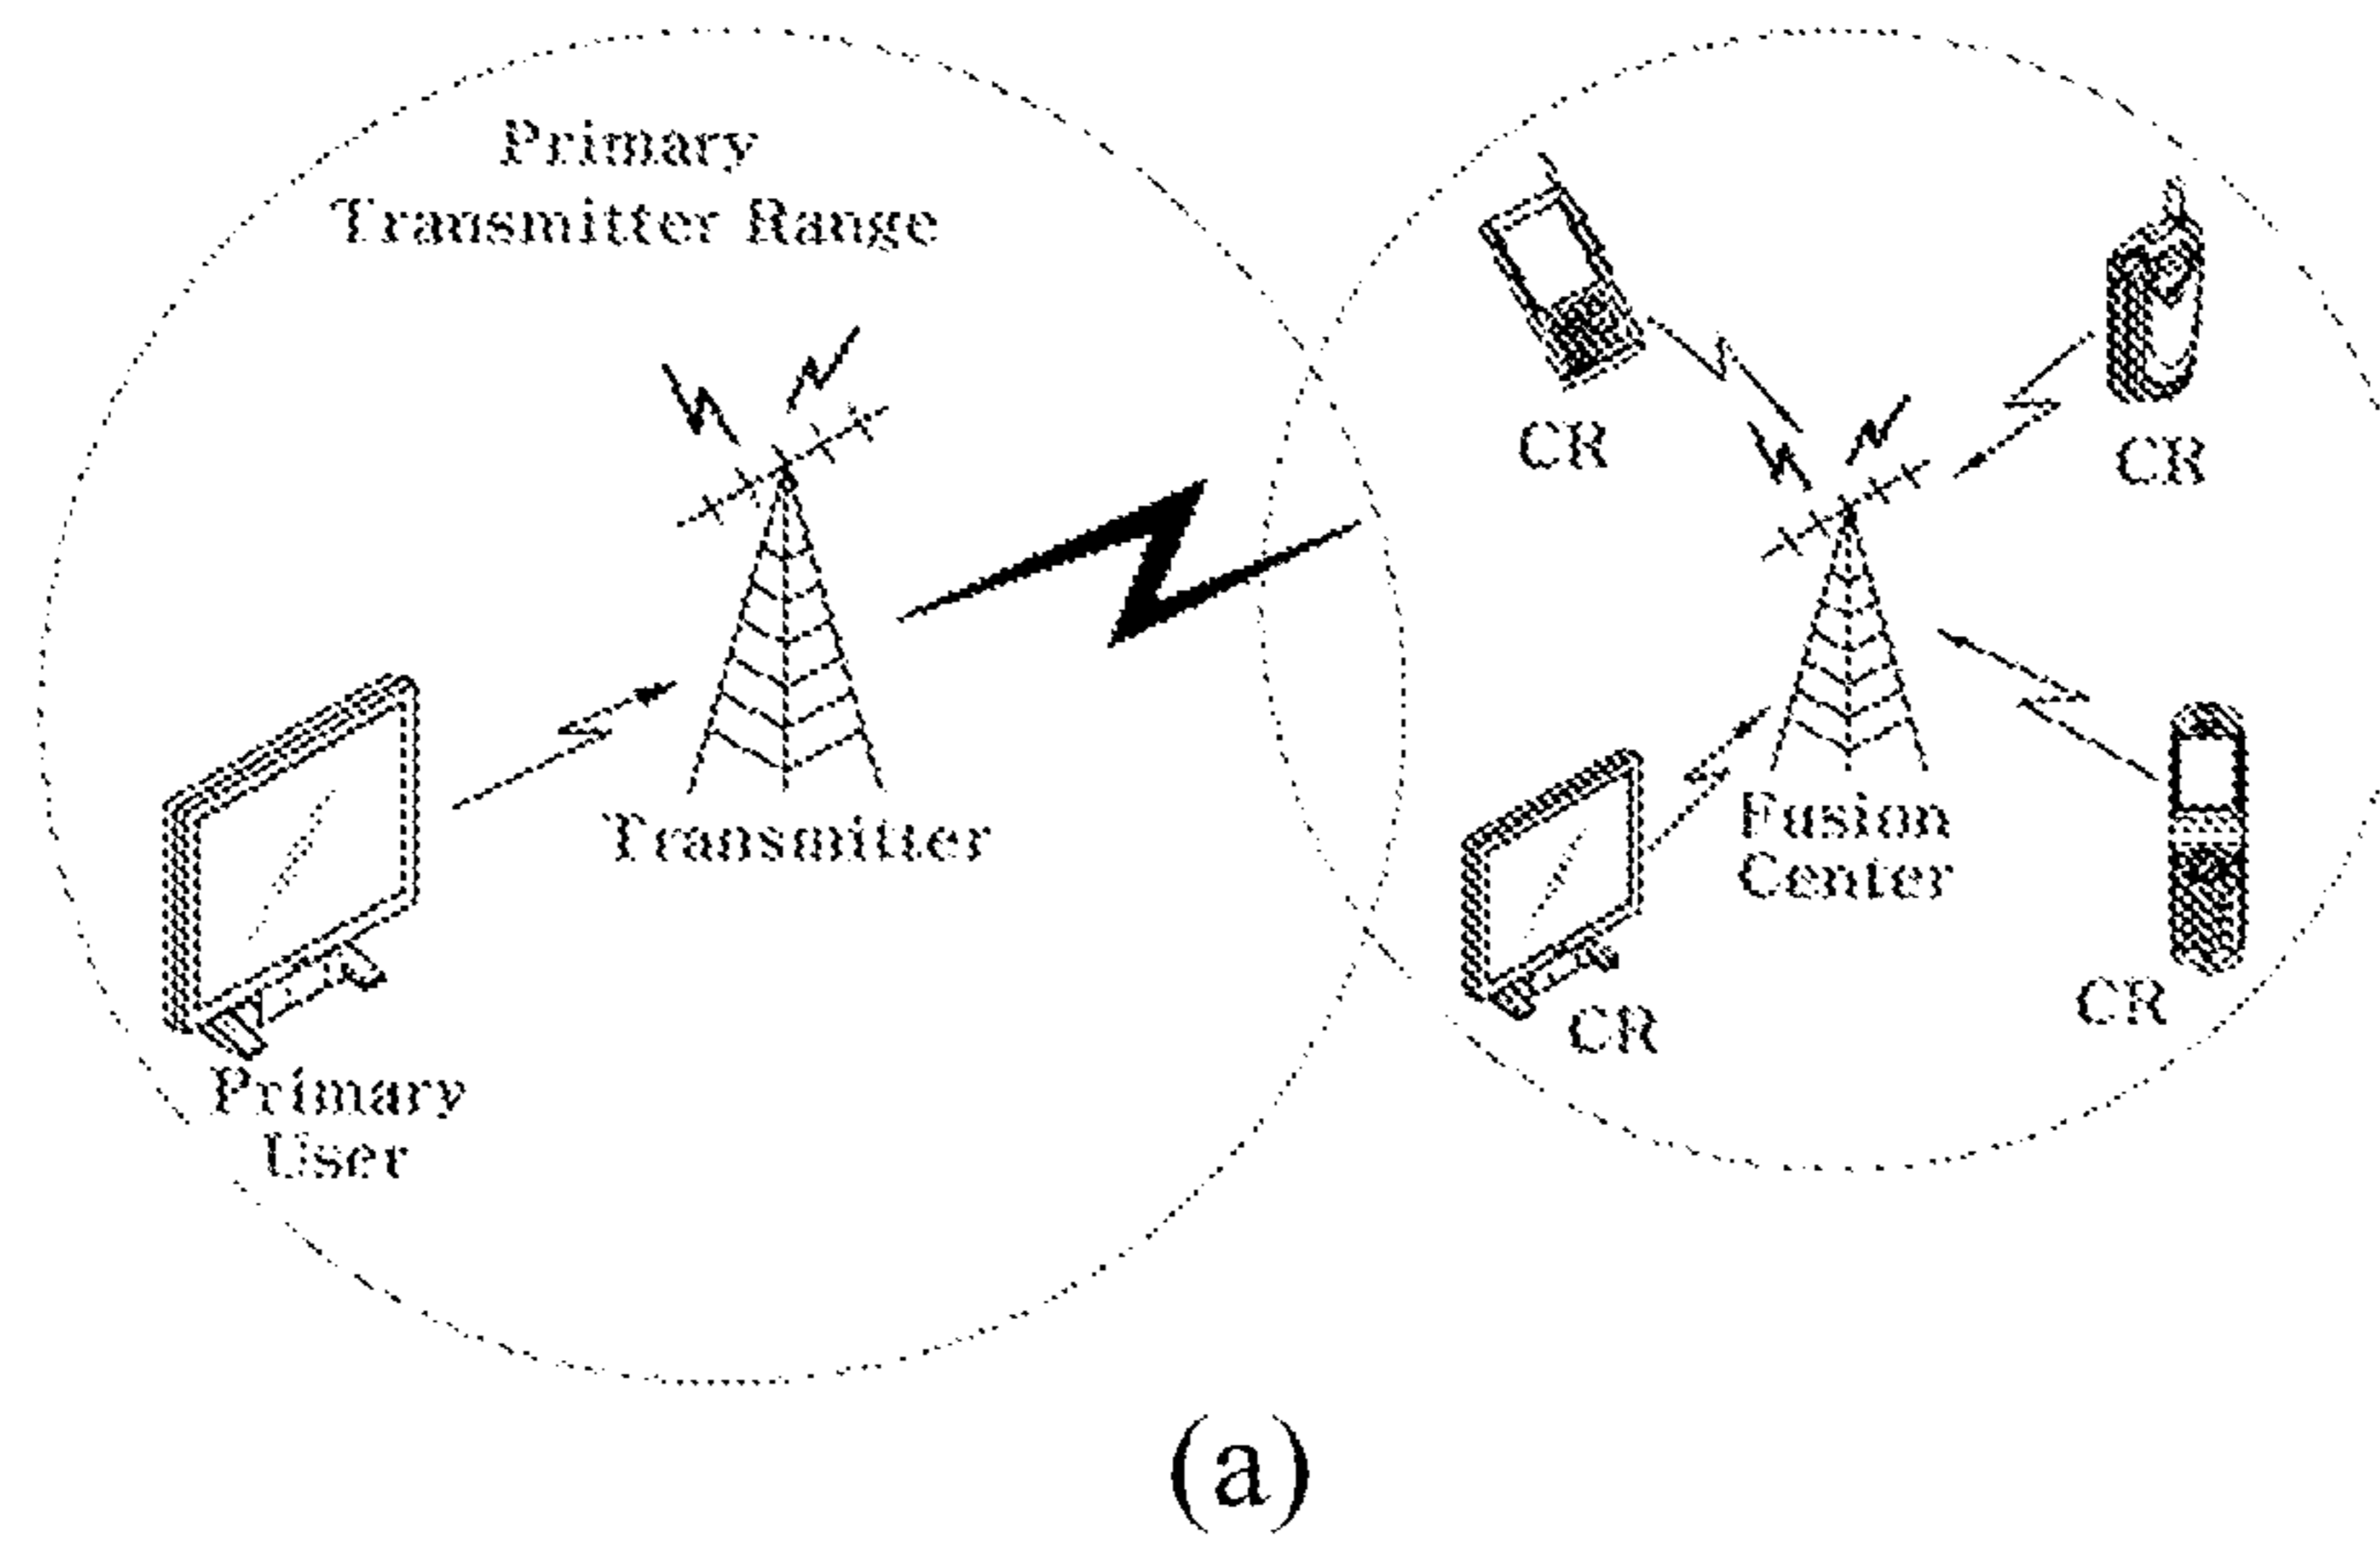 Primary
Transmitter Range
CR
CR
Transmitter
Fusion
Center
CR
CR
Primary
User
(a)